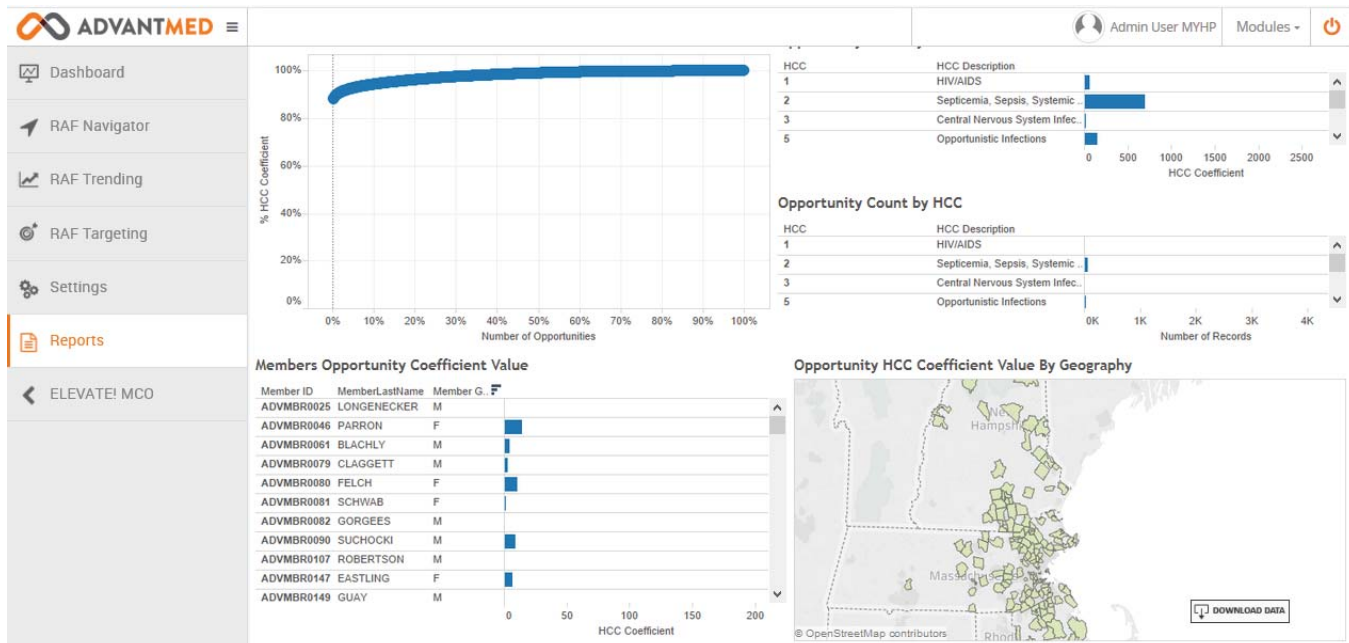 ADVANTMED
Admin User MYHP
Modules
Dashboard
RAF Navigator
RAF Trending
RAF Targeting
Settings
Reports
ELEVATE! MCO
100%
80%
60%
40%
20%
0%
% HCC Coefficient
0% 10% 20% 30% 40% 50% 60% 70% 80% 90% 100%
Number of Opportunities
HCC HCC Description
1 HIV/AIDS
2 Septicemia, Sepsis, Systemic ..
3 Central Nervous System Infec..
5 Opportunistic Infections
0 500 1000 1500 2000 2500
HCC Coefficient
Opportunity Count by HCC
HCC HCC Description
1 HIV/AIDS
2 Septicemia, Sepsis, Systemic ..
3 Central Nervous System Infec..
5 Opportunistic Infections
0K 1K 2K 3K 4K
Number of Records
Members Opportunity Coefficient Value
Member ID MemberLastName Member G..
ADVMBR0025 LONGENECKER M
ADVMBR0046 PARRON F
ADVMBR0061 BLACHLY M
ADVMBR0079 CLAGGETT M
ADVMBR0080 FELCH F
ADVMBR0081 SCHWAB F
ADVMBR0082 GORGEES M
ADVMBR0090 SUCHOCKI M
ADVMBR0107 ROBERTSON M
ADVMBR0147 EASTLING F
ADVMBR0149 GUAY M
0 50 100 150 200
HCC Coefficient
Opportunity HCC Coefficient Value By Geography
New
Hampshire
Massachusetts
DOWNLOAD DATA
© OpenStreetMap contributors